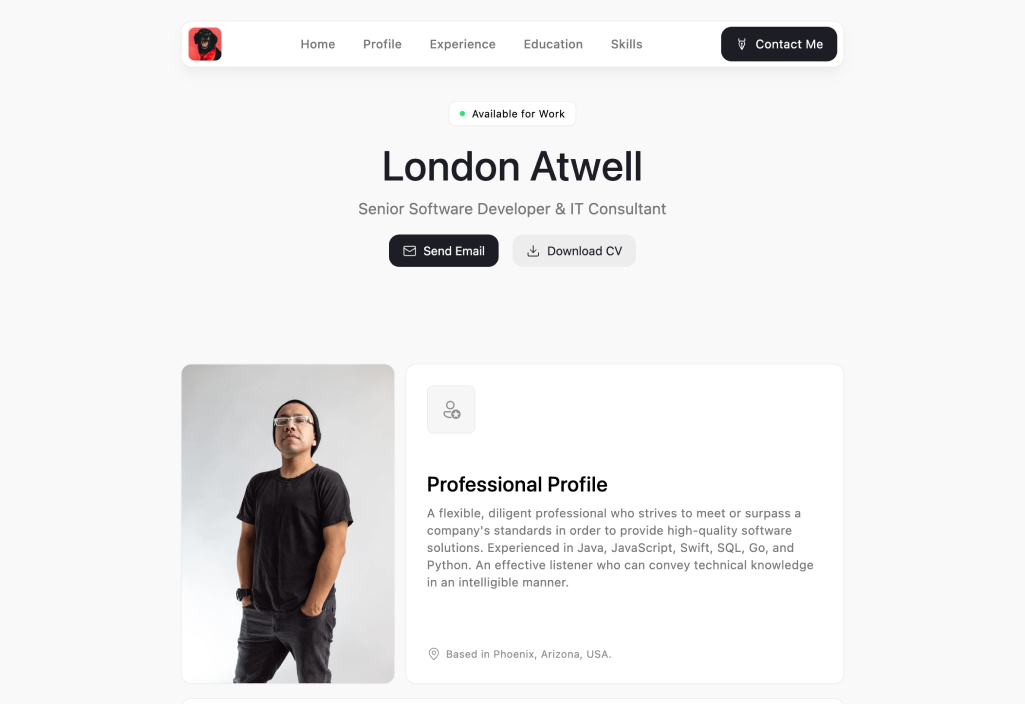 Home Profile Experience Education Skills Contact Me
Available for Work
London Atwell
Senior Software Developer & IT Consultant
Send Email Download CV
Professional Profile
A flexible, diligent professional who strives to meet or surpass a
company's standards in order to provide high-quality software
solutions. Experienced in Java, JavaScript, Swift, SQL, Go, and
Python. An effective listener who can convey technical knowledge
in an intelligible manner.
Based in Phoenix, Arizona, USA.